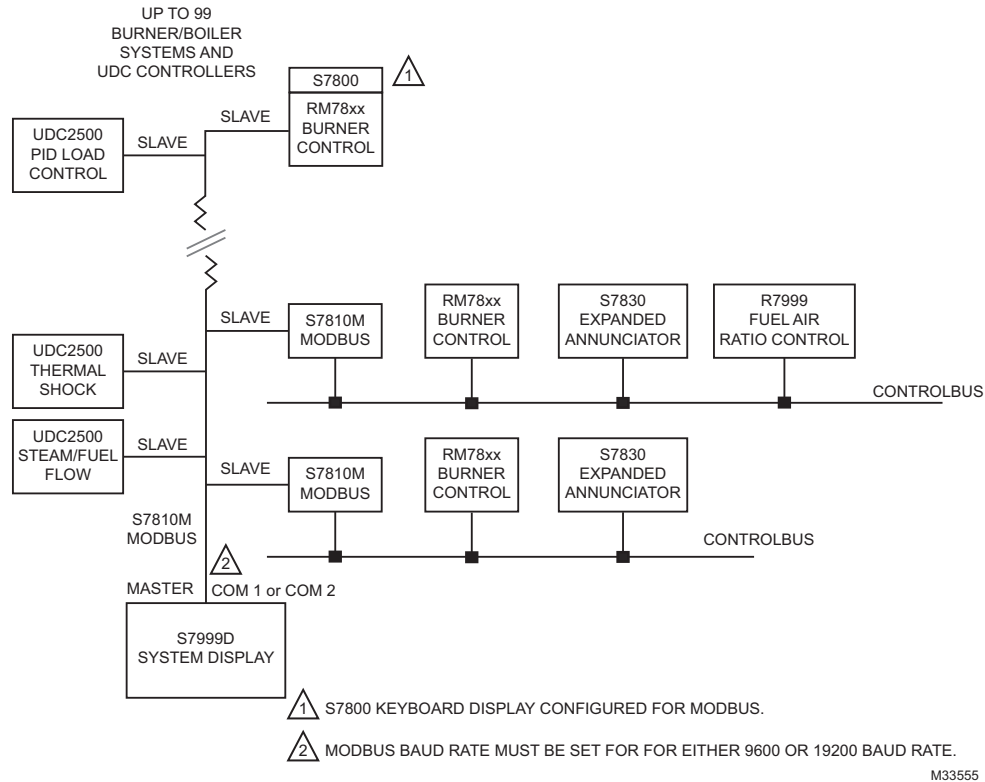 UP TO 99
BURNER/BOILER
SYSTEMS AND
UDC CONTROLLERS
S7800
1
RM78xx
BURNER
CONTROL
SLAVE
UDC2500
PID LOAD
CONTROL
SLAVE
SLAVE
S7810M
MODBUS
RM78xx
BURNER
CONTROL
S7830
EXPANDED
ANNUNCIATOR
R7999
FUEL AIR
RATIO CONTROL
UDC2500
THERMAL
SHOCK
SLAVE
CONTROLBUS
UDC2500
STEAM/FUEL
FLOW
SLAVE
SLAVE
S7810M
MODBUS
RM78xx
BURNER
CONTROL
S7830
EXPANDED
ANNUNCIATOR
S7810M
MODBUS
CONTROLBUS
2
MASTER
COM 1 or COM 2
S7999D
SYSTEM DISPLAY
1 S7800 KEYBOARD DISPLAY CONFIGURED FOR MODBUS.
2 MODBUS BAUD RATE MUST BE SET FOR FOR EITHER 9600 OR 19200 BAUD RATE.
M33555